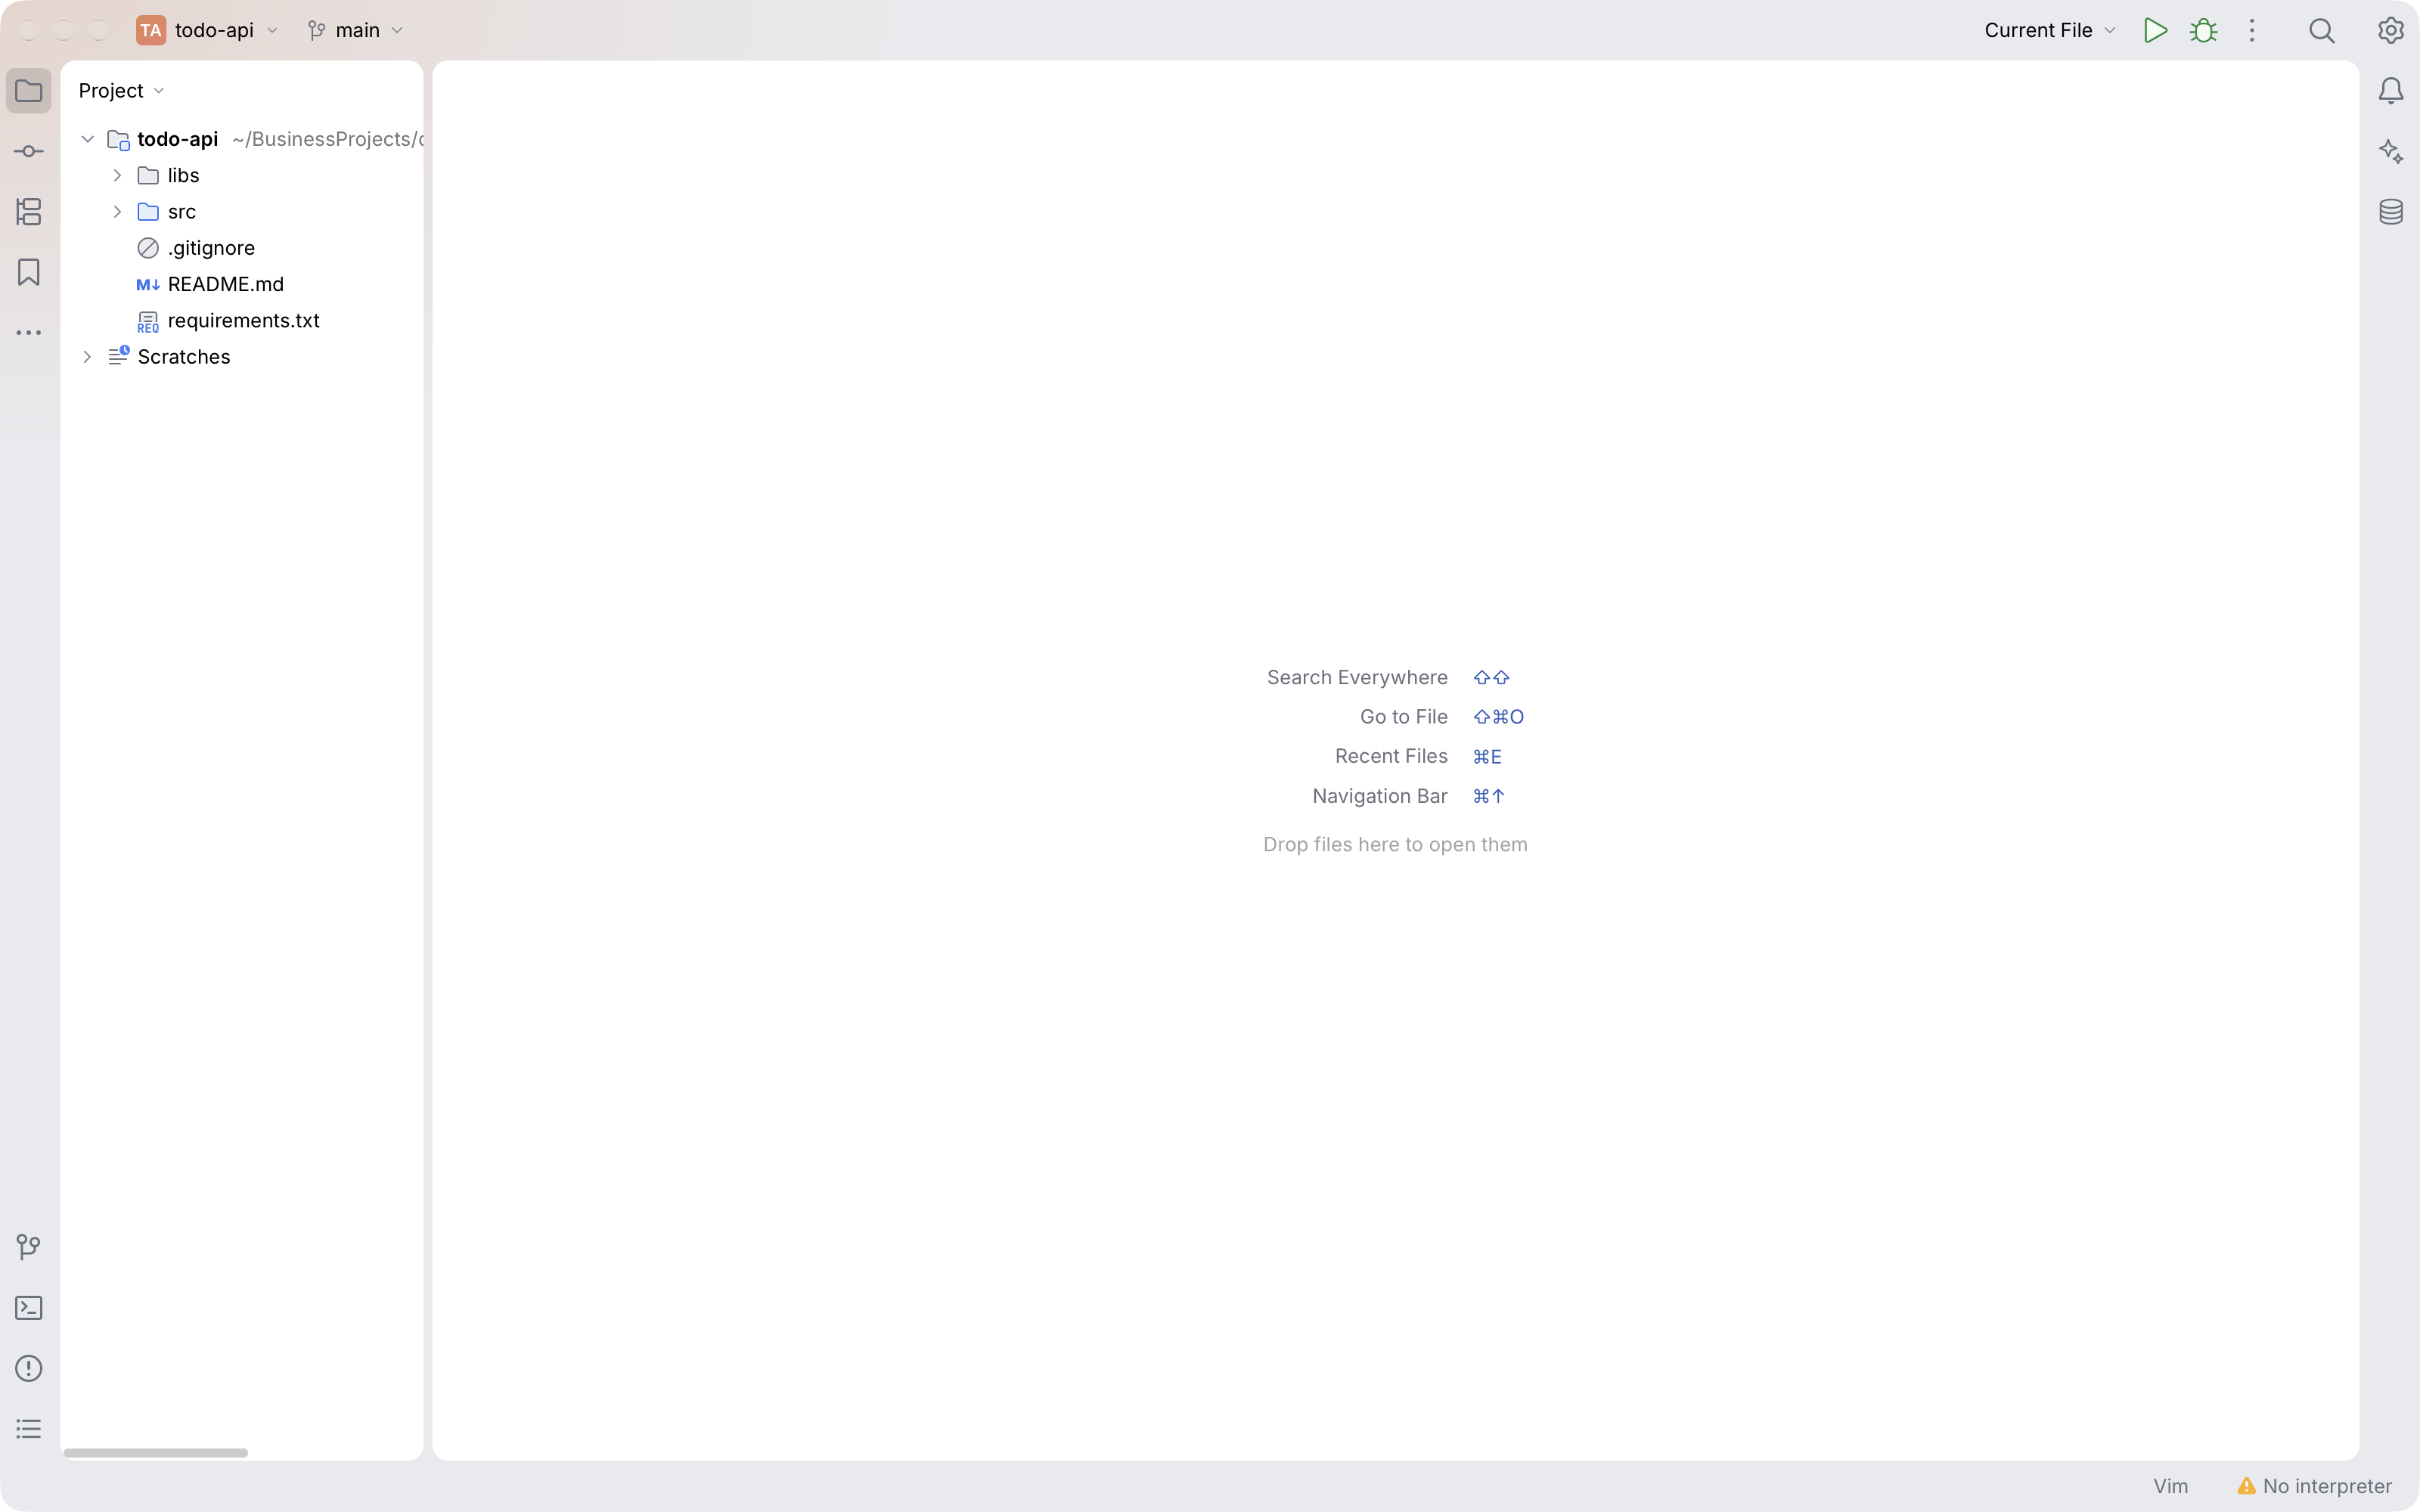 TA todo-api main Current File
Project
todo-api ~/BusinessProjects/
libs
src
.gitignore
M↓ README.md
REQ requirements.txt
Scratches
Search Everywhere ⇧⇧
Go to File ⇧⌘O
Recent Files ⌘E
Navigation Bar ⌘↑
Drop files here to open them
Vim No interpreter